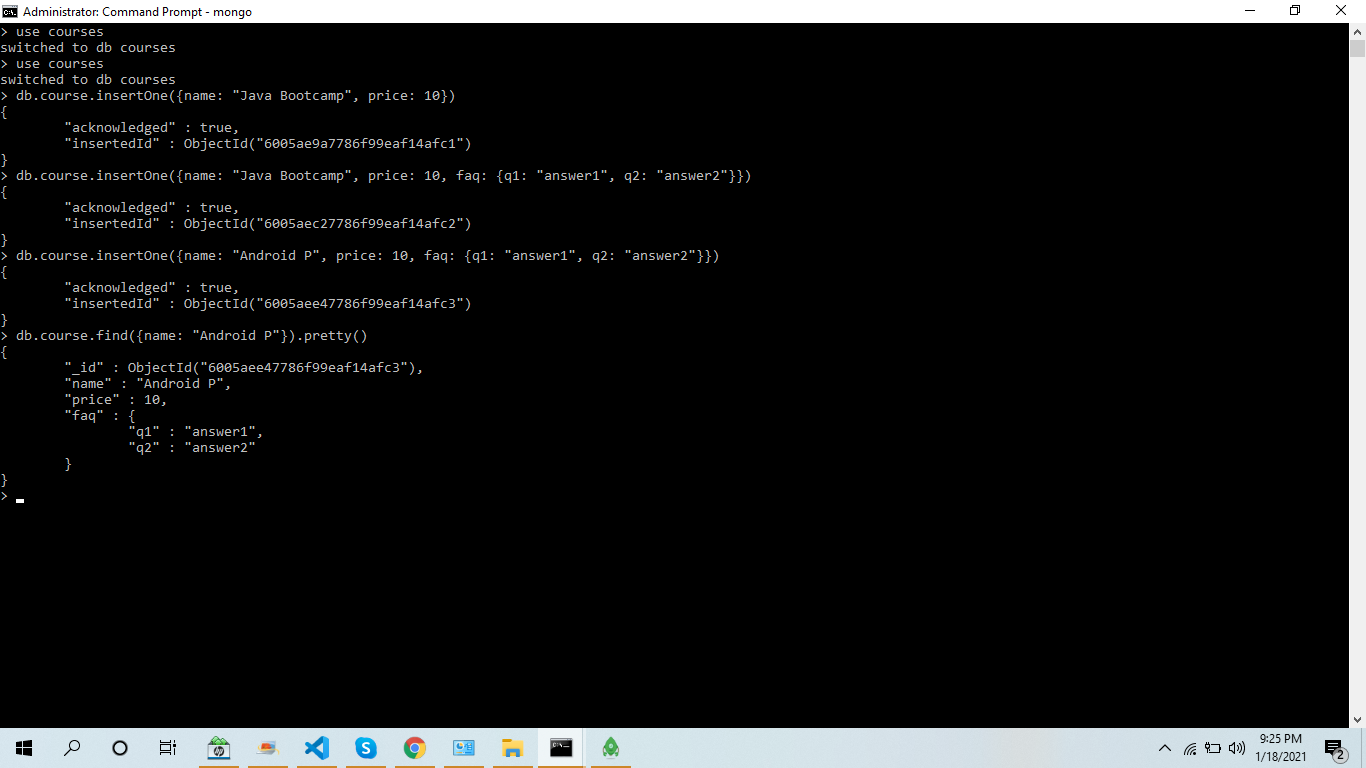 Administrator: Command Prompt - mongo
> use courses
switched to db courses
> use courses
switched to db courses
> db.course.insertOne({name: "Java Bootcamp", price: 10})
{
        "acknowledged" : true,
        "insertedId" : ObjectId("6005ae9a7786f99eaf14afc1")
}
> db.course.insertOne({name: "Java Bootcamp", price: 10, faq: {q1: "answer1", q2: "answer2"}})
{
        "acknowledged" : true,
        "insertedId" : ObjectId("6005aec27786f99eaf14afc2")
}
> db.course.insertOne({name: "Android P", price: 10, faq: {q1: "answer1", q2: "answer2"}})
{
        "acknowledged" : true,
        "insertedId" : ObjectId("6005aee47786f99eaf14afc3")
}
> db.course.find({name: "Android P"}).pretty()
{
        "_id" : ObjectId("6005aee47786f99eaf14afc3"),
        "name" : "Android P",
        "price" : 10,
        "faq" : {
                "q1" : "answer1",
                "q2" : "answer2"
        }
}
>
9:25 PM
1/18/2021
2